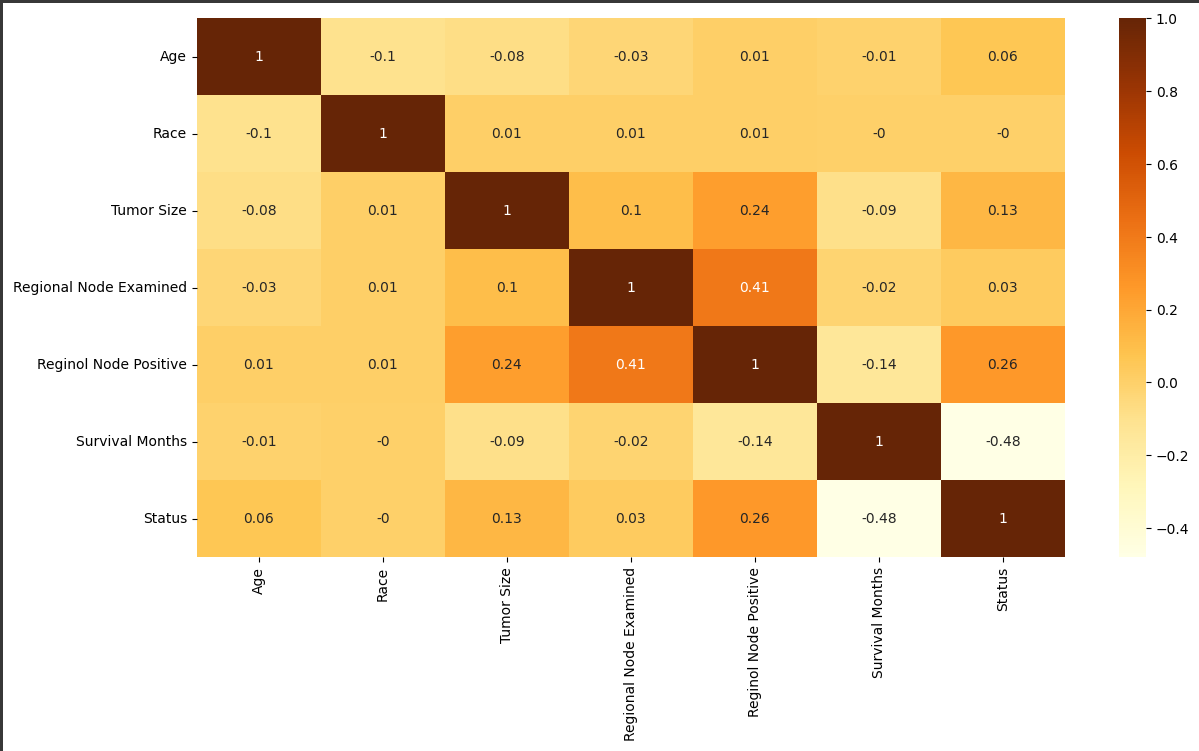 Age 1 -0.1 -0.08 -0.03 0.01 -0.01 0.06
Race -0.1 1 0.01 0.01 0.01 -0 -0
Tumor Size -0.08 0.01 1 0.1 0.24 -0.09 0.13
Regional Node Examined -0.03 0.01 0.1 1 0.41 -0.02 0.03
Reginol Node Positive 0.01 0.01 0.24 0.41 1 -0.14 0.26
Survival Months -0.01 -0 -0.09 -0.02 -0.14 1 -0.48
Status 0.06 -0 0.13 0.03 0.26 -0.48 1
Age
Race
Tumor Size
Regional Node Examined
Reginol Node Positive
Survival Months
Status
1.0
0.8
0.6
0.4
0.2
0.0
−0.2
−0.4